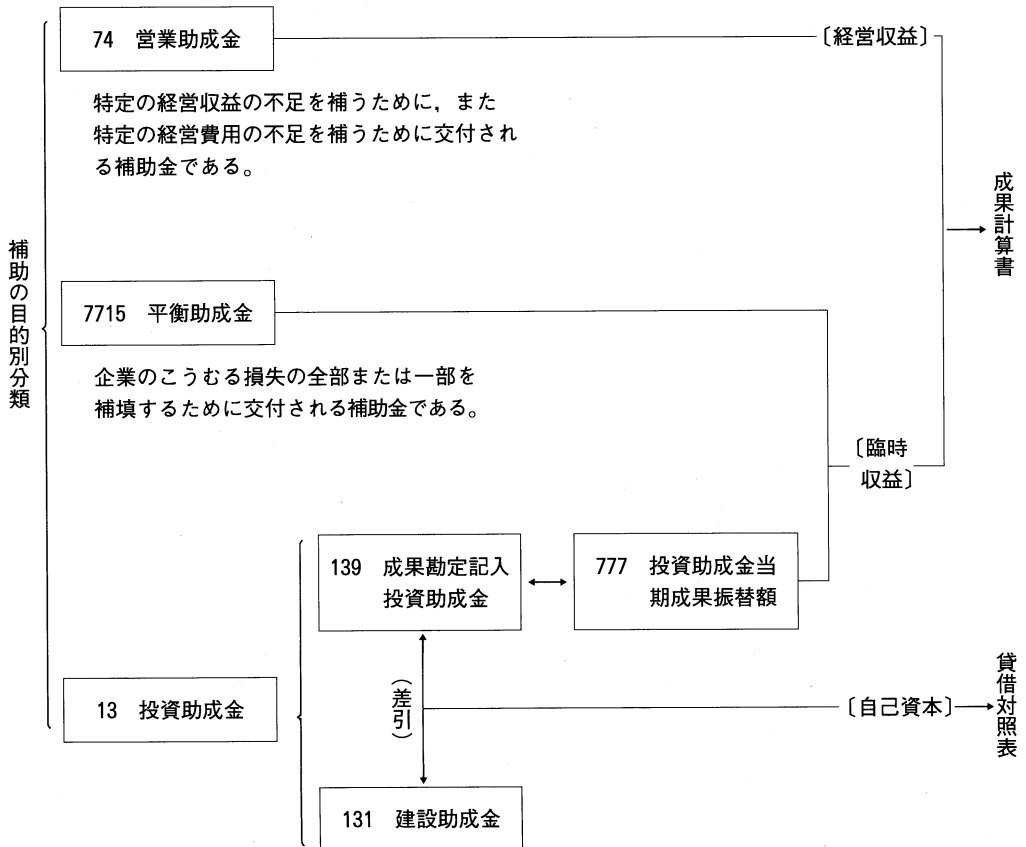 補助の目的別分類
74 営業助成金
〔経営収益〕
特定の経営収益の不足を補うために，また
特定の経営費用の不足を補うために交付され
る補助金である。
成果計算書
7715 平衡助成金
企業のこうむる損失の全部または一部を
補填するために交付される補助金である。
〔臨時
収益〕
139 成果勘定記入
投資助成金
777 投資助成金当
期成果振替額
13 投資助成金
(差引)
〔自己資本〕
貸借対照表
131 建設助成金